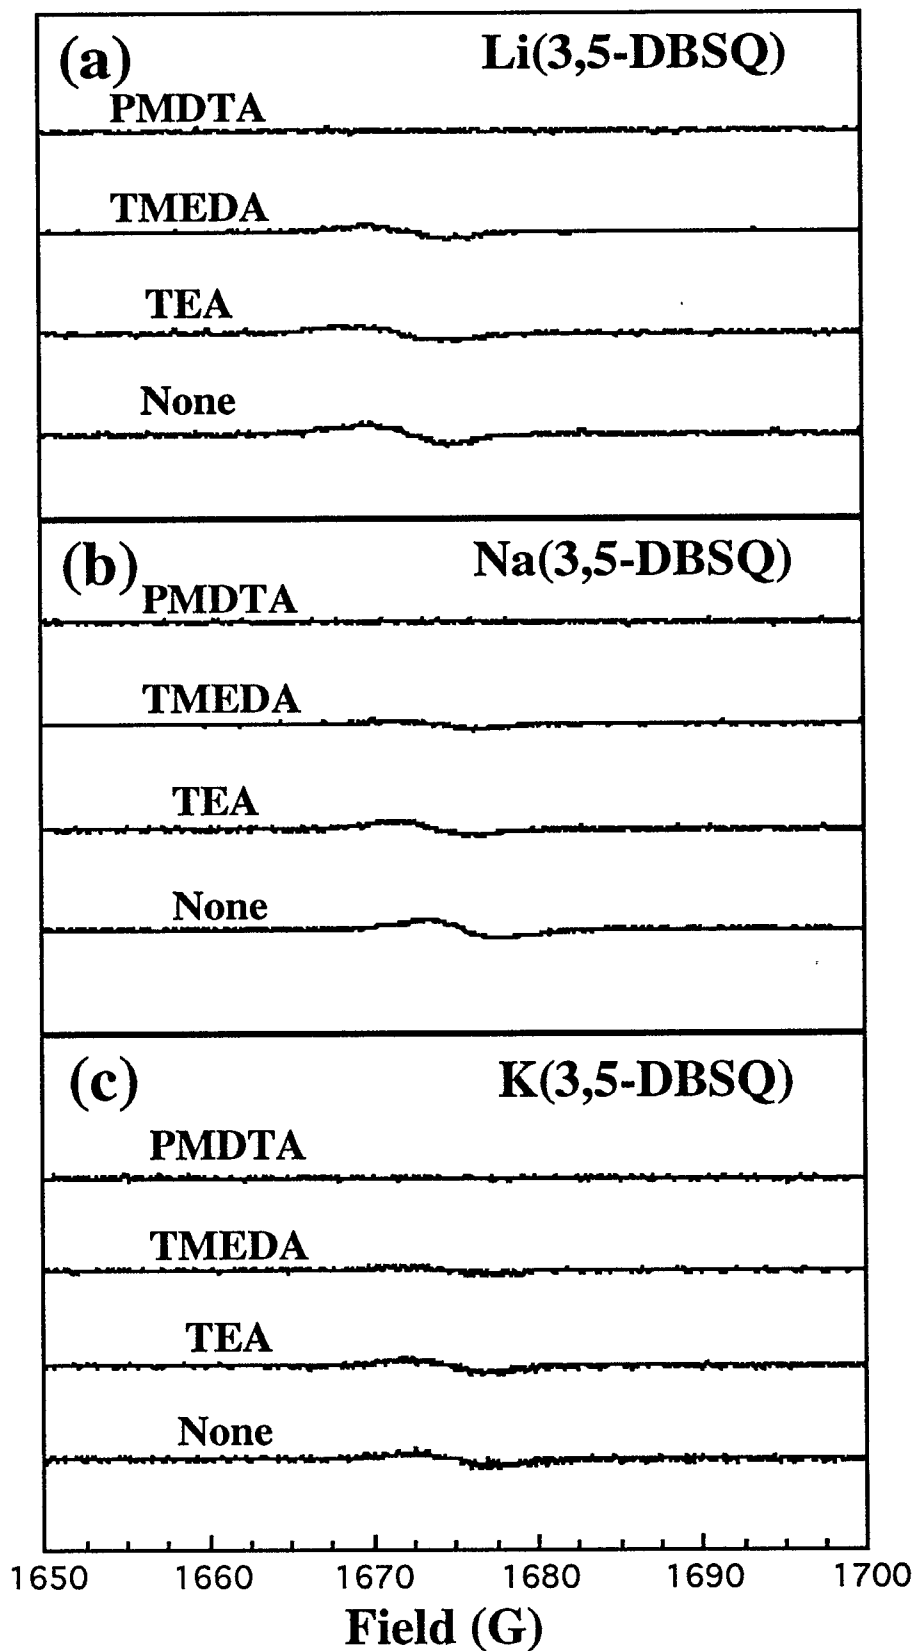 (a) Li(3,5-DBSQ)
PMDTA
TMEDA
TEA
None
(b) Na(3,5-DBSQ)
PMDTA
TMEDA
TEA
None
(c) K(3,5-DBSQ)
PMDTA
TMEDA
TEA
None
1650 1660 1670 1680 1690 1700
Field (G)